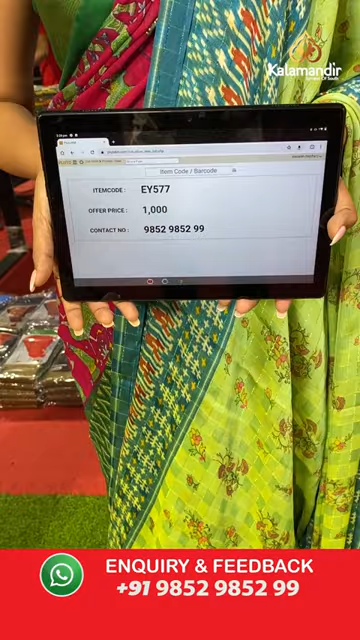 Kalamandir
Item Code / Barcode
ITEMCODE : EY577
OFFER PRICE : 1,000
CONTACT NO : 9852 9852 99
ENQUIRY & FEEDBACK
+91 9852 9852 99